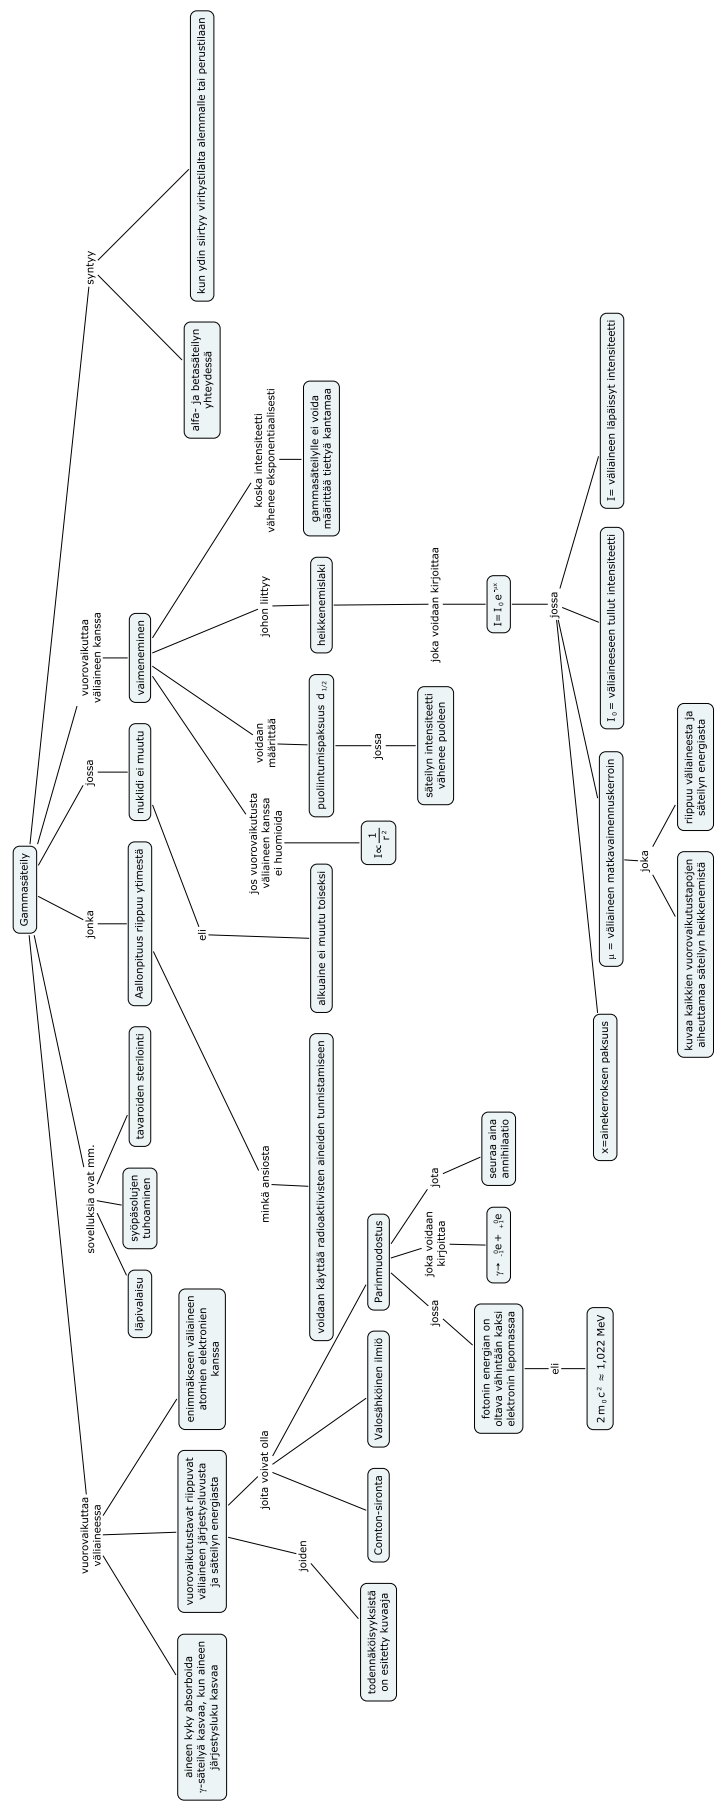 Gammasäteily
vuorovaikuttaa
väliaineessa
aineen kyky absorboida
γ-säteilyä kasvaa, kun aineen
järjestysluku kasvaa
vuorovaikutustavat riippuvat
väliaineen järjestysluvusta
ja säteilyn energiasta
joiden
todennäköisyyksistä
on esitetty kuvaaja
joita voivat olla
Comton-sironta
Valosähköinen ilmiö
Parinmuodostus
jossa
fotonin energian on
oltava vähintään kaksi
elektronin lepomassaa
eli
2 m₀ c² ≈ 1,022 MeV
joka voidaan
kirjoittaa
γ→ ₋₁⁰e + ₊₁⁰e
jota
seuraa aina
annihilaatio
enimmäkseen väliaineen
atomien elektronien
kanssa
sovelluksia ovat mm.
läpivalaisu
syöpäsolujen
tuhoaminen
tavaroiden sterilointi
jonka
Aallonpituus riippuu ytimestä
minkä ansiosta
voidaan käyttää radioaktiivisten aineiden tunnistamiseen
jossa
nuklidi ei muutu
eli
alkuaine ei muutu toiseksi
vuorovaikuttaa
väliaineen kanssa
vaimeneminen
jos vuorovaikutusta
väliaineen kanssa
ei huomioida
I∝ 1/r²
voidaan
määrittää
puoliintumispaksuus d 1/2
jossa
säteilyn intensiteetti
vähenee puoleen
johon liittyy
heikkenemislaki
joka voidaan kirjoittaa
I=I₀e^-μx
jossa
x=ainekerroksen paksuus
μ = väliaineen matkavaimennuskerroin
joka
kuvaa kaikkien vuorovaikutustapojen
aiheuttamaa säteilyn heikkenemistä
riippuu väliaineesta ja
säteilyn energiasta
I₀ = väliaineeseen tullut intensiteetti
I= väliaineen läpäissyt intensiteetti
koska intensiteetti
vähenee eksponentiaalisesti
gammasäteilylle ei voida
määrittää tiettyä kantamaa
syntyy
alfa- ja betasäteilyn
yhteydessä
kun ydin siirtyy viritystilalta alemmalle tai perustilaan